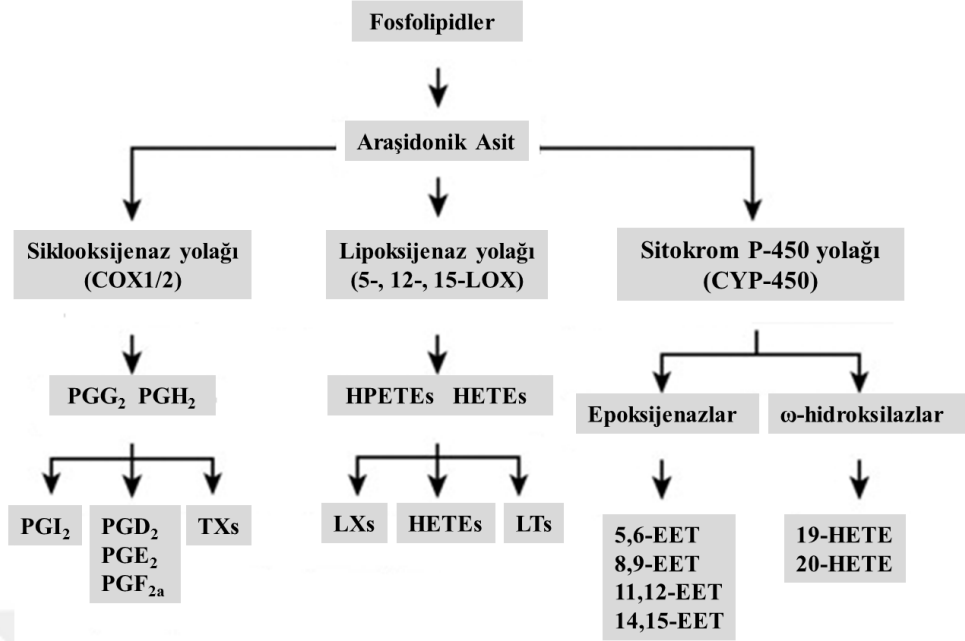 Fosfolipidler
Araşidonik Asit
Siklooksijenaz yolağı
(COX1/2)
Lipoksijenaz yolağı
(5-, 12-, 15-LOX)
Sitokrom P-450 yolağı
(CYP-450)
PGG₂ PGH₂
HPETEs HETEs
Epoksijenazlar
ω-hidroksilazlar
PGI₂
PGD₂
PGE₂
PGF₂ₐ
TXs
LXs
HETEs
LTs
5,6-EET
8,9-EET
11,12-EET
14,15-EET
19-HETE
20-HETE